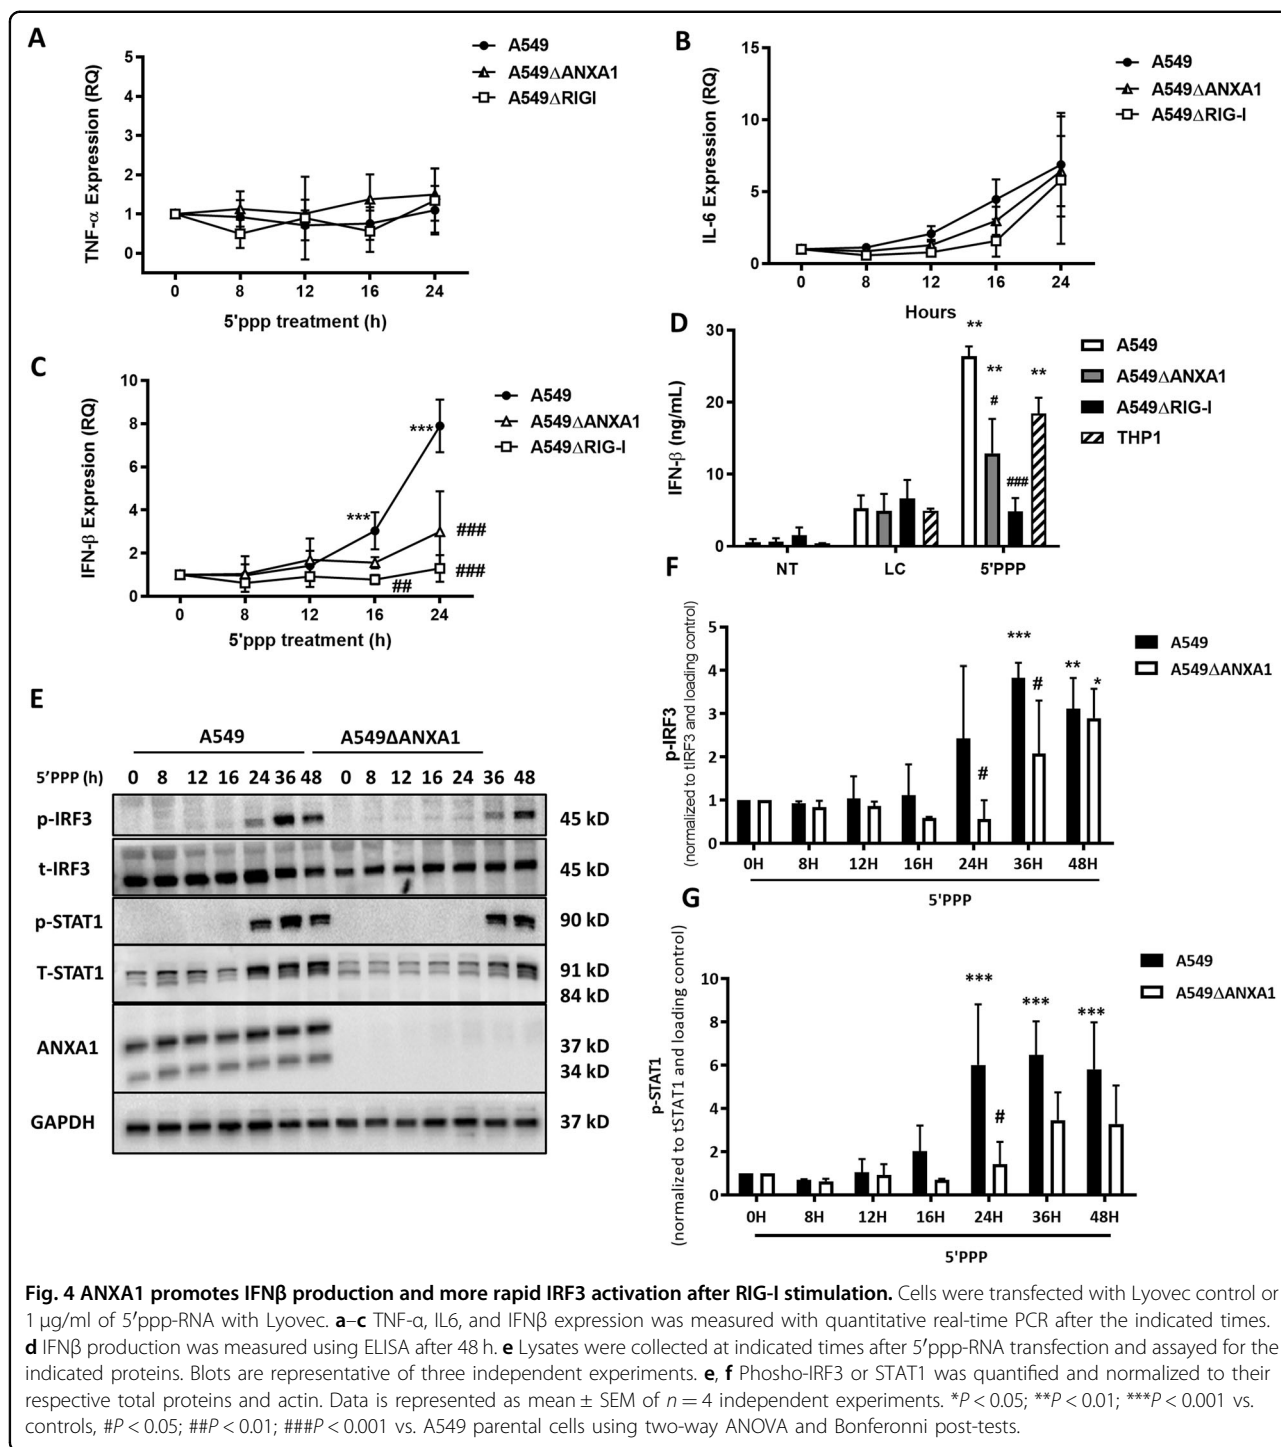 A
TNF-α Expression (RQ)
5
4
3
2
1
0
0 8 12 16 24
5'ppp treatment (h)
A549
A549ΔANXA1
A549ΔRIGI
B
IL-6 Expression (RQ)
15
10
5
0
0 8 12 16 24
Hours
A549
A549ΔANXA1
A549ΔRIG-I
C
IFN-β Expression (RQ)
10
8
6
4
2
0
*** ***
###
###
##
0 8 12 16 24
5'ppp treatment (h)
A549
A549ΔANXA1
A549ΔRIG-I
D
IFN-β (ng/mL)
30
20
10
0
**
** **
#
###
NT LC 5'PPP
A549
A549ΔANXA1
A549ΔRIG-I
THP1
E
A549 A549ΔANXA1
5'PPP (h) 0 8 12 16 24 36 48 0 8 12 16 24 36 48
p-IRF3 45 kD
t-IRF3 45 kD
p-STAT1 90 kD
T-STAT1 91 kD
84 kD
ANXA1 37 kD
34 kD
GAPDH 37 kD
F
p-IRF3
(normalized to tIRF3 and loading control)
5
4
3
2
1
0
*** ** *
# #
0H 8H 12H 16H 24H 36H 48H
5'PPP
A549
A549ΔANXA1
G
p-STAT1
(normalized to tSTAT1 and loading control)
10
8
6
4
2
0
*** *** ***
#
0H 8H 12H 16H 24H 36H 48H
5'PPP
A549
A549ΔANXA1
Fig. 4 ANXA1 promotes IFNβ production and more rapid IRF3 activation after RIG-I stimulation. Cells were transfected with Lyovec control or
1 μg/ml of 5′ppp-RNA with Lyovec. a–c TNF-α, IL6, and IFNβ expression was measured with quantitative real-time PCR after the indicated times.
d IFNβ production was measured using ELISA after 48 h. e Lysates were collected at indicated times after 5′ppp-RNA transfection and assayed for the
indicated proteins. Blots are representative of three independent experiments. e, f Phosho-IRF3 or STAT1 was quantified and normalized to their
respective total proteins and actin. Data is represented as mean ± SEM of n = 4 independent experiments. *P < 0.05; **P < 0.01; ***P < 0.001 vs.
controls, #P < 0.05; ##P < 0.01; ###P < 0.001 vs. A549 parental cells using two-way ANOVA and Bonferonni post-tests.